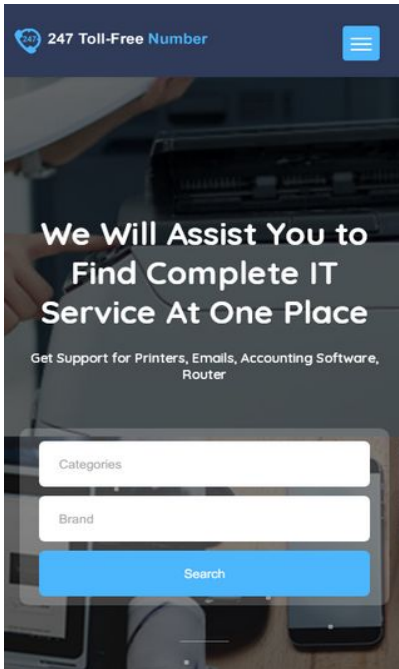 247
247 Toll-Free Number
We Will Assist You to
Find Complete IT
Service At One Place
Get Support for Printers, Emails, Accounting Software,
Router
Categories
Brand
Search